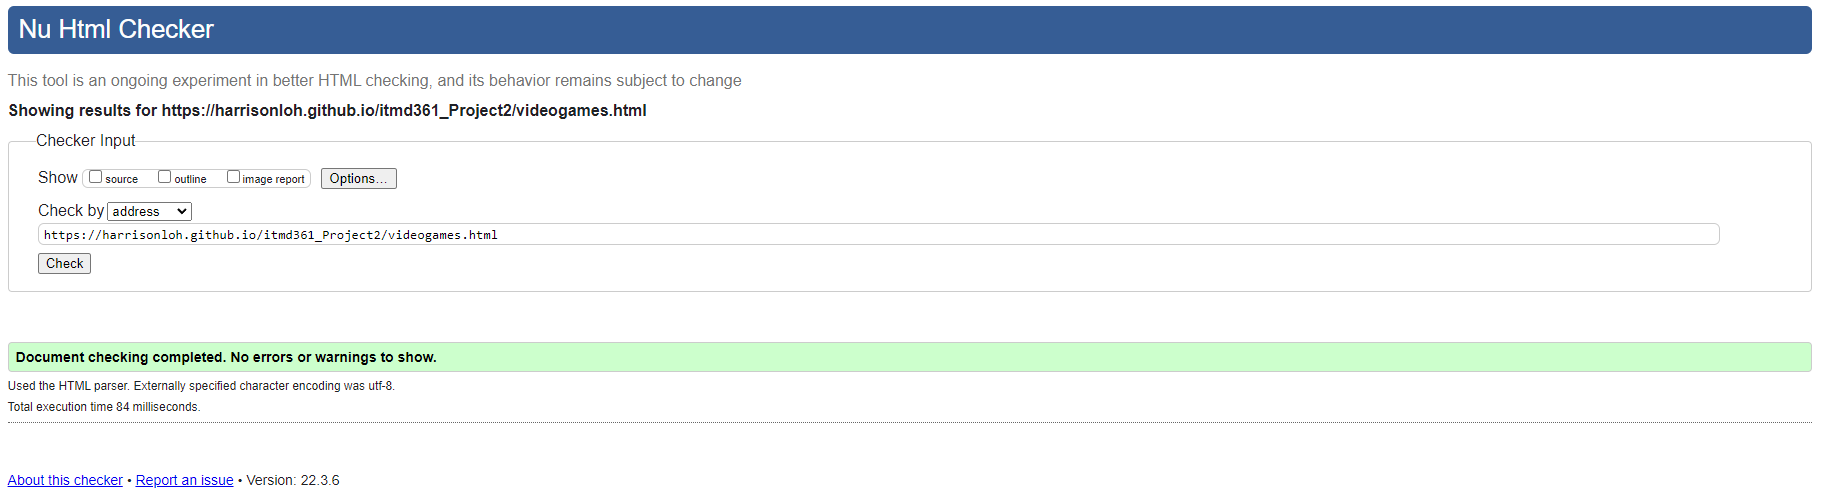 Nu Html Checker
This tool is an ongoing experiment in better HTML checking, and its behavior remains subject to change
Showing results for https://harrisonloh.github.io/itmd361_Project2/videogames.html
Checker Input
Show source outline image report Options...
Check by address
https://harrisonloh.github.io/itmd361_Project2/videogames.html
Check
Document checking completed. No errors or warnings to show.
Used the HTML parser. Externally specified character encoding was utf-8.
Total execution time 84 milliseconds.
About this checker • Report an issue • Version: 22.3.6